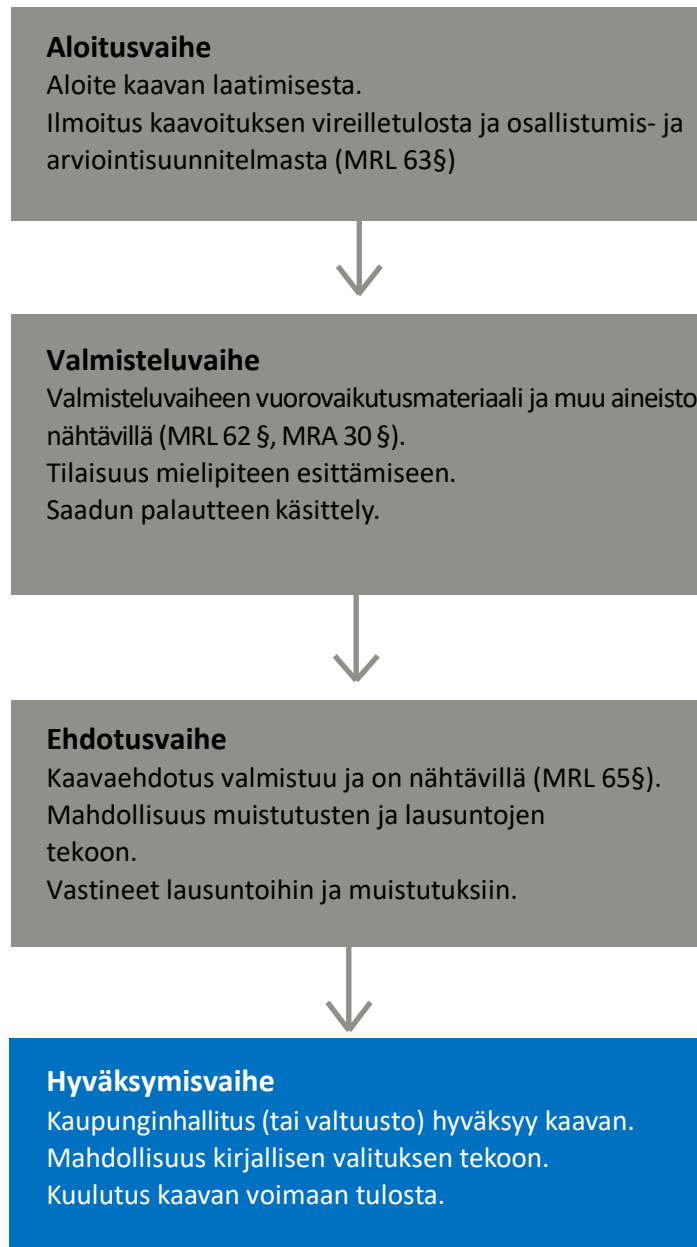 Aloitusvaihe
Aloite kaavan laatimisesta.
Ilmoitus kaavoituksen vireilletulosta ja osallistumis- ja
arviointisuunnitelmasta (MRL 63§)
Valmisteluvaihe
Valmisteluvaiheen vuorovaikutusmateriaali ja muu aineisto
nähtävillä (MRL 62 §, MRA 30 §).
Tilaisuus mielipiteen esittämiseen.
Saadun palautteen käsittely.
Ehdotusvaihe
Kaavaehdotus valmistuu ja on nähtävillä (MRL 65§).
Mahdollisuus muistutusten ja lausuntojen
tekoon.
Vastineet lausuntoihin ja muistutuksiin.
Hyväksymisvaihe
Kaupunginhallitus (tai valtuusto) hyväksyy kaavan.
Mahdollisuus kirjallisen valituksen tekoon.
Kuulutus kaavan voimaan tulosta.